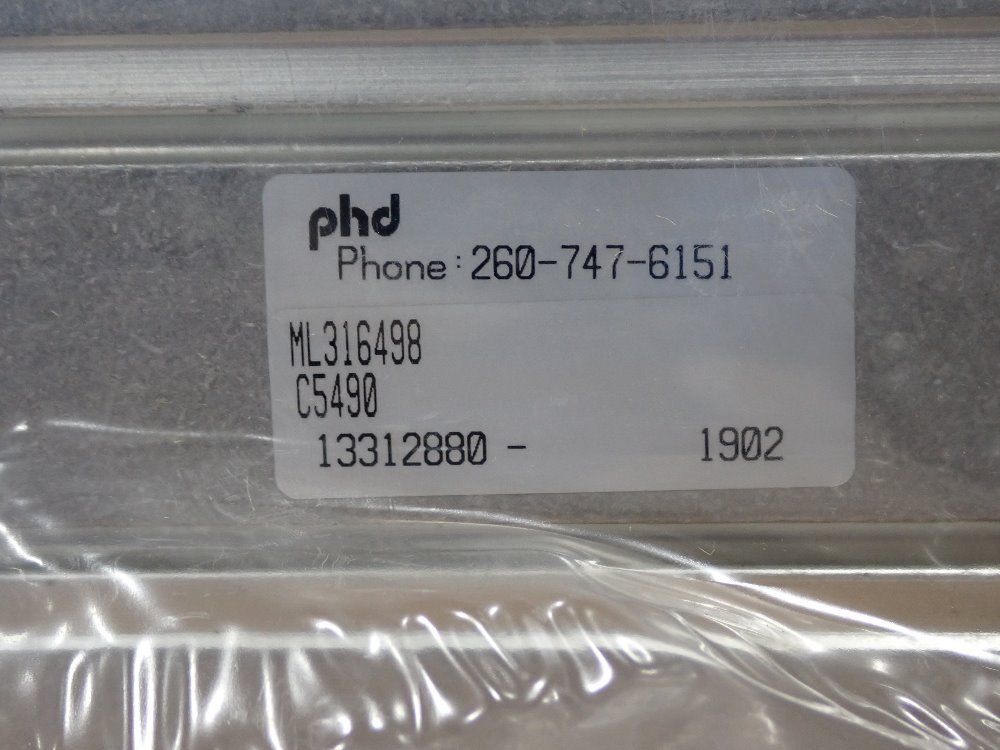 phd
Phone: 260-747-6151
ML316498
C5490
13312880 - 1902